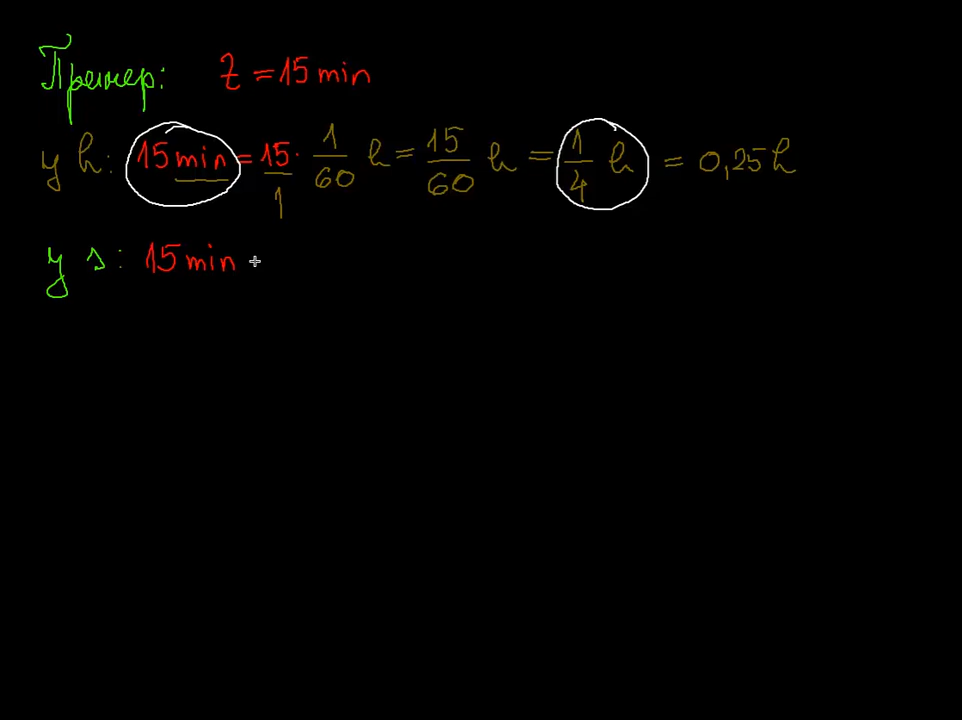 Пример: z = 15 min
у h: 15 min = 15/1 · 1/60 h = 15/60 h = 1/4 h = 0,25 h
у s: 15 min